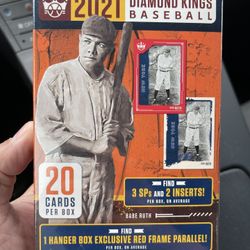 2021
DIAMOND KINGS
BASEBALL
20
CARDS
PER BOX
FIND
3 SPs AND 2 INSERTS!
PER BOX, ON AVERAGE
BABE RUTH
FIND
1 HANGER BOX EXCLUSIVE RED FRAME PARALLEL!
PER BOX, ON AVERAGE